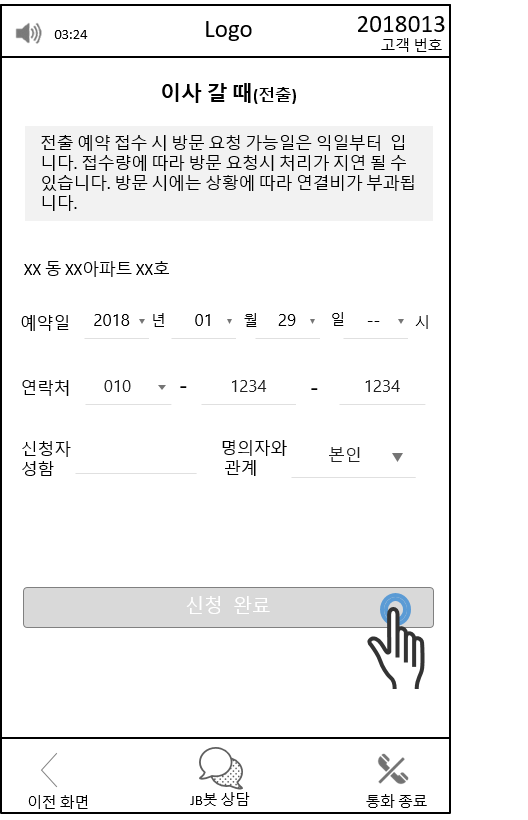 03:24
Logo
2018013
고객 번호
이사 갈 때(전출)
전출 예약 접수 시 방문 요청 가능일은 익일부터 입
니다. 접수량에 따라 방문 요청시 처리가 지연 될 수
있습니다. 방문 시에는 상황에 따라 연결비가 부과됩
니다.
XX 동 XX아파트 XX호
예약일 2018 년 01 월 29 일 -- 시
연락처 010 - 1234 - 1234
신청자
성함
명의자와
관계
본인
신청 완료
이전 화면
JB봇 상담
통화 종료